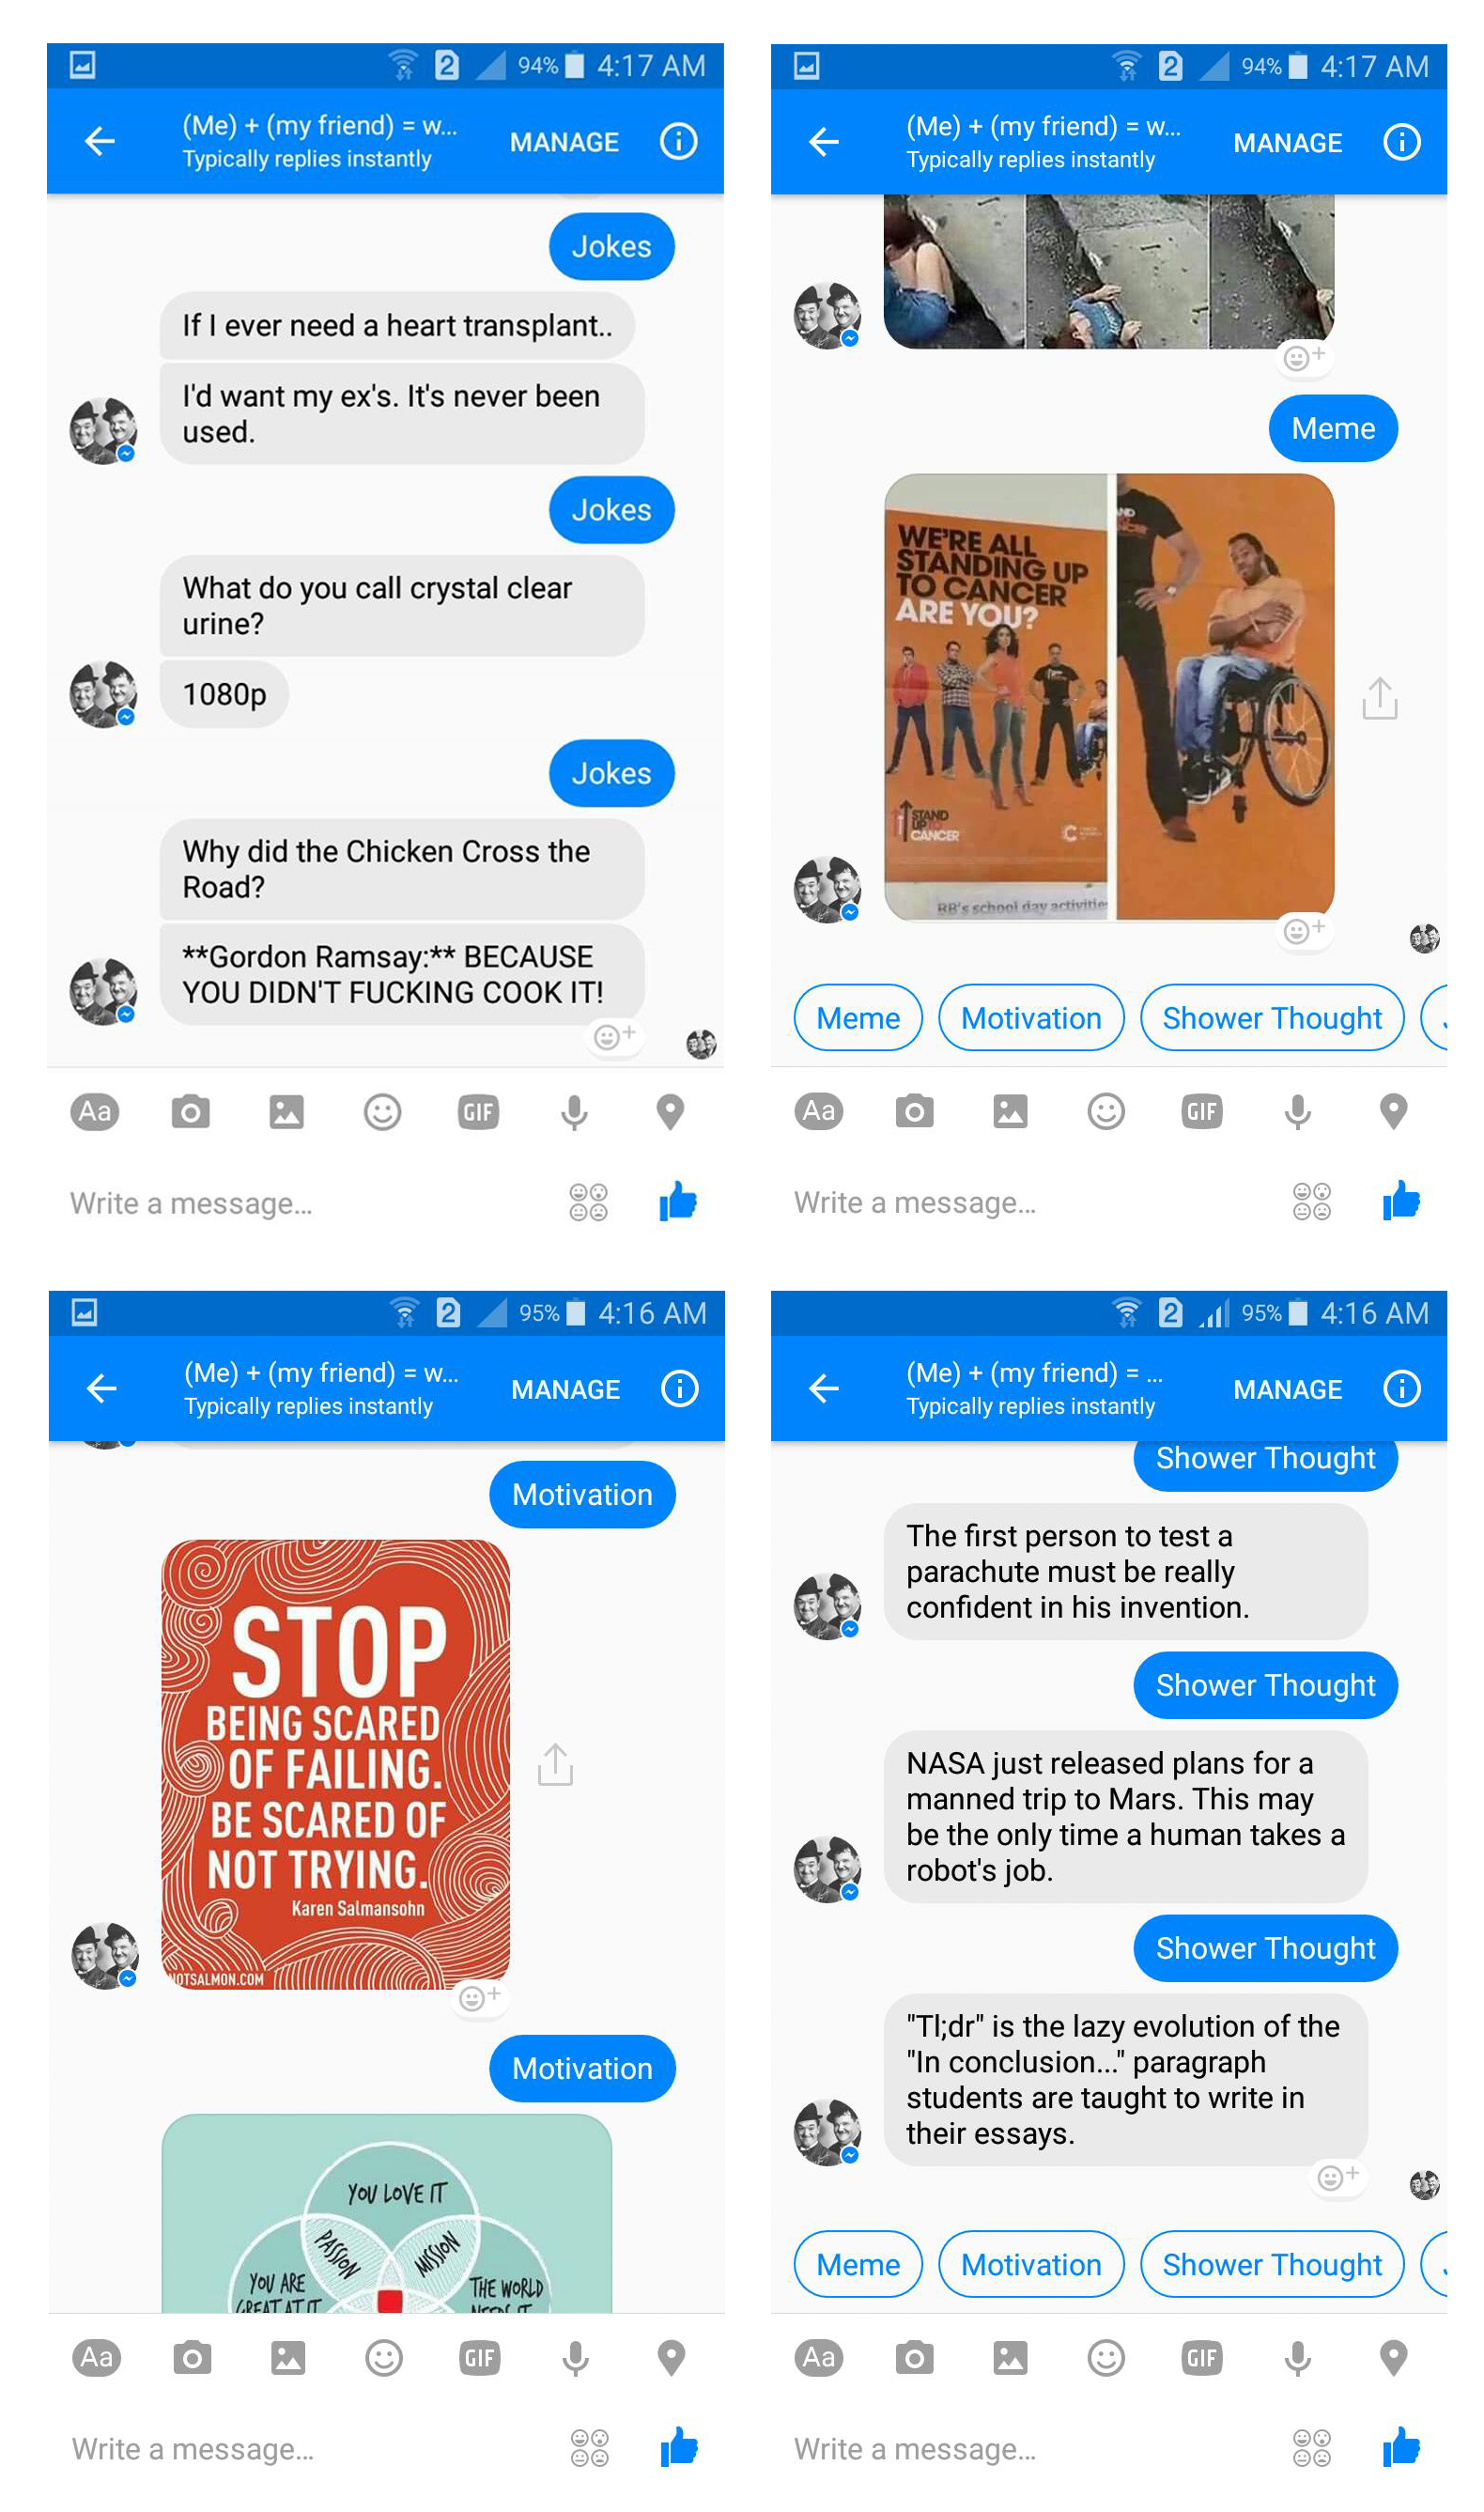 2 94% 4:17 AM
(Me) + (my friend) = w...
Typically replies instantly
MANAGE
Jokes
If I ever need a heart transplant..
I'd want my ex's. It's never been
used.
Jokes
What do you call crystal clear
urine?
1080p
Jokes
Why did the Chicken Cross the
Road?
**Gordon Ramsay:** BECAUSE
YOU DIDN'T FUCKING COOK IT!
Aa
GIF
Write a message...
2 94% 4:17 AM
(Me) + (my friend) = w...
Typically replies instantly
MANAGE
Meme
WE'RE ALL
STANDING UP
TO CANCER
ARE YOU?
STAND
UP TO
CANCER
RB's school day activities
Meme
Motivation
Shower Thought
Aa
GIF
Write a message...
2 95% 4:16 AM
(Me) + (my friend) = w...
Typically replies instantly
MANAGE
Motivation
STOP
BEING SCARED
OF FAILING.
BE SCARED OF
NOT TRYING.
Karen Salmansohn
NOTSALMON.COM
Motivation
YOU LOVE IT
PASSION
MISSION
YOU ARE
GREAT AT IT
THE WORLD
NEEDS IT
Aa
GIF
Write a message...
2 95% 4:16 AM
(Me) + (my friend) = ...
Typically replies instantly
MANAGE
Shower Thought
The first person to test a
parachute must be really
confident in his invention.
Shower Thought
NASA just released plans for a
manned trip to Mars. This may
be the only time a human takes a
robot's job.
Shower Thought
"Tl;dr" is the lazy evolution of the
"In conclusion..." paragraph
students are taught to write in
their essays.
Meme
Motivation
Shower Thought
Aa
GIF
Write a message...